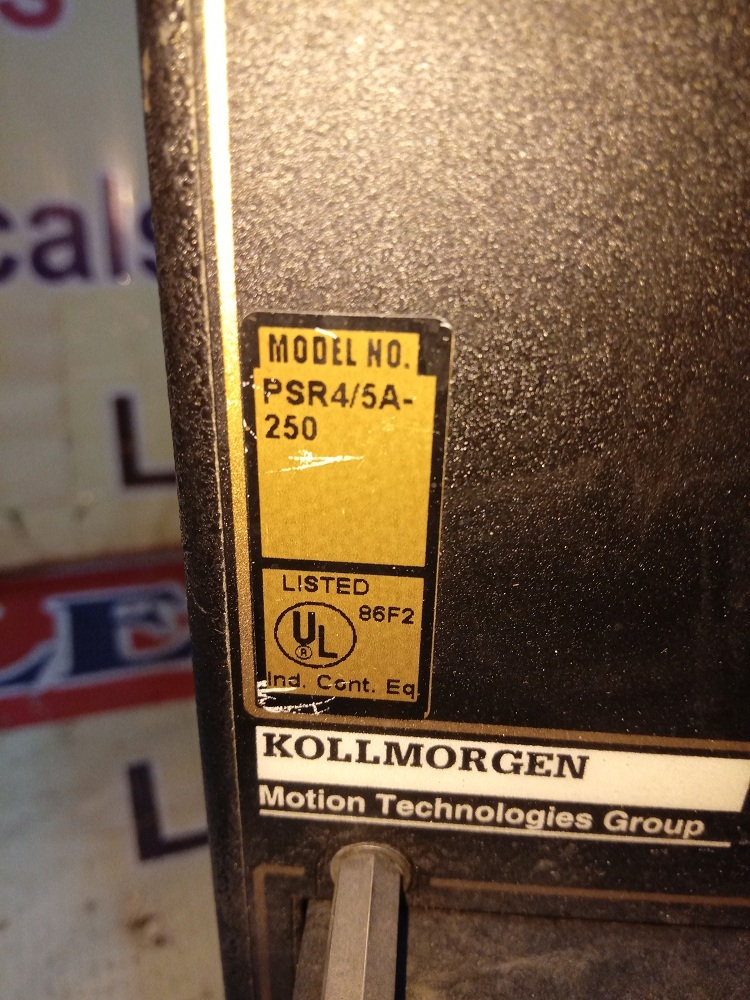 MODEL NO.
PSR4/5A-
250
LISTED
86F2
UL
®
Ind. Cont. Eq
KOLLMORGEN
Motion Technologies Group